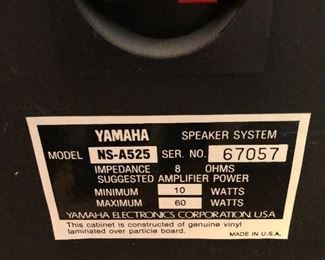 YAMAHA SPEAKER SYSTEM
MODEL NS-A525 SER. NO. 67057
IMPEDANCE 8 OHMS
SUGGESTED AMPLIFIER POWER
MINIMUM 10 WATTS
MAXIMUM 60 WATTS
YAMAHA ELECTRONICS CORPORATION, USA
This cabinet is constructed of genuine vinyl
laminated over particle board. MADE IN U.S.A.